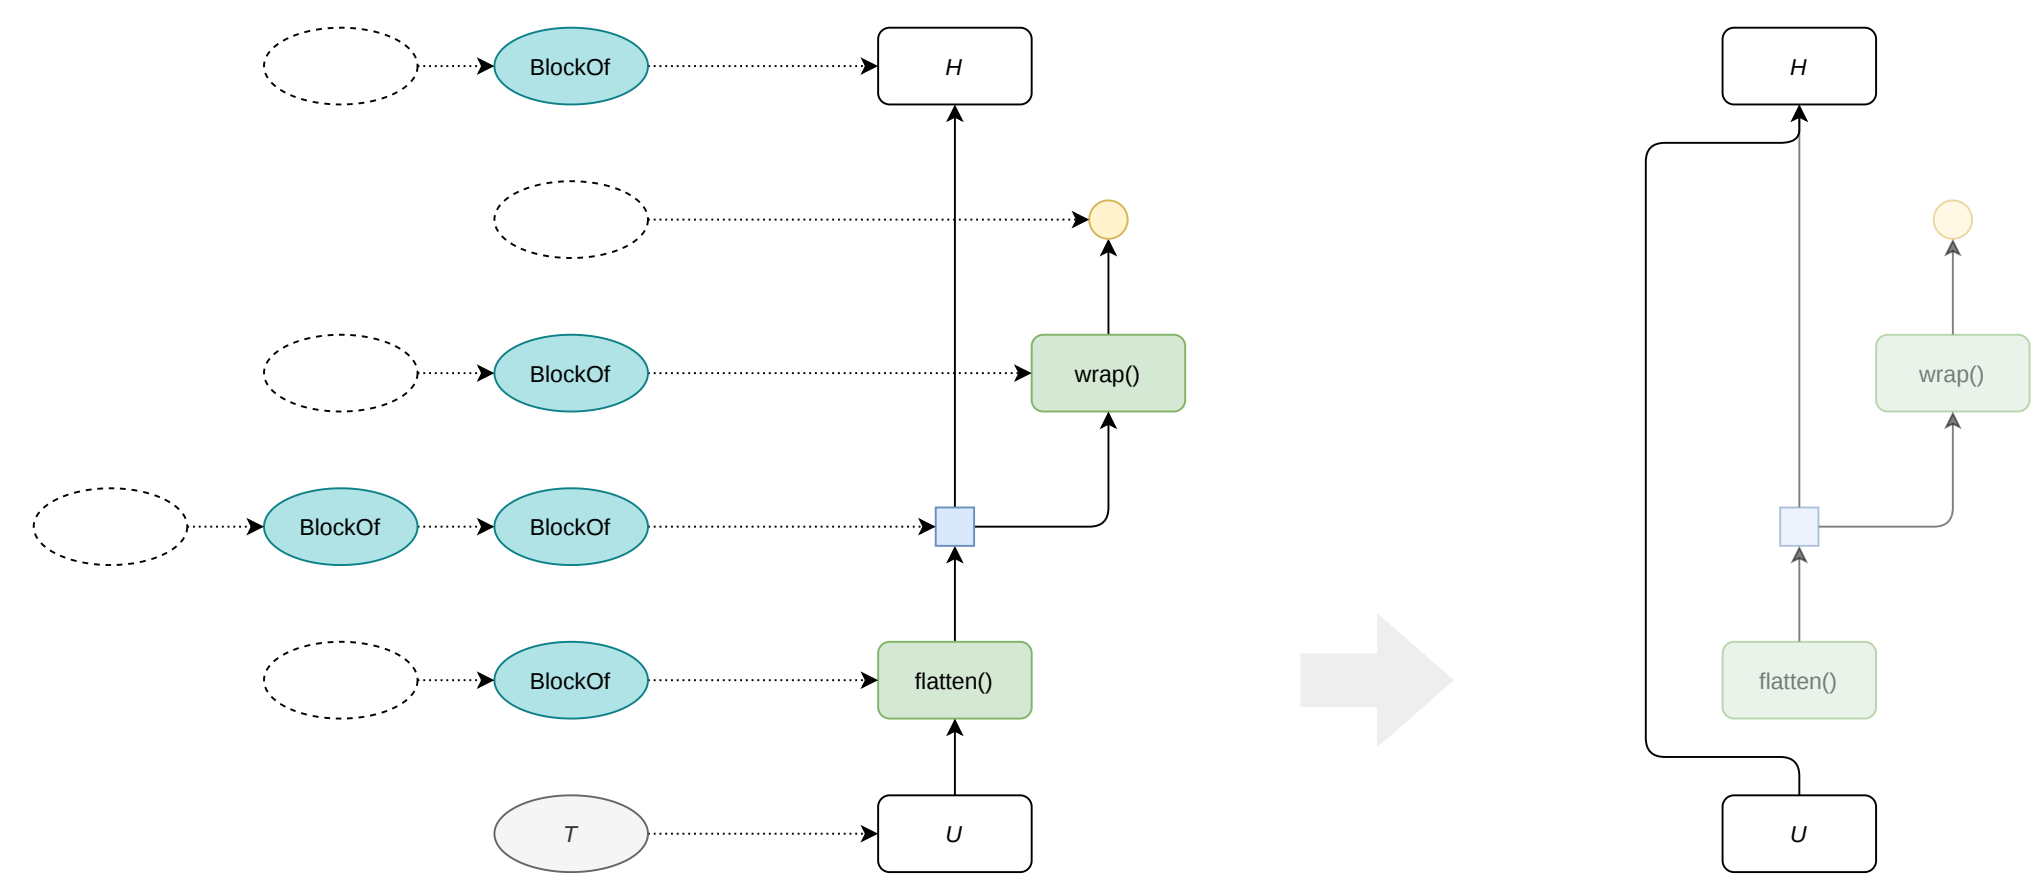 BlockOf
H
H
BlockOf
wrap()
wrap()
BlockOf
BlockOf
BlockOf
flatten()
flatten()
T
U
U